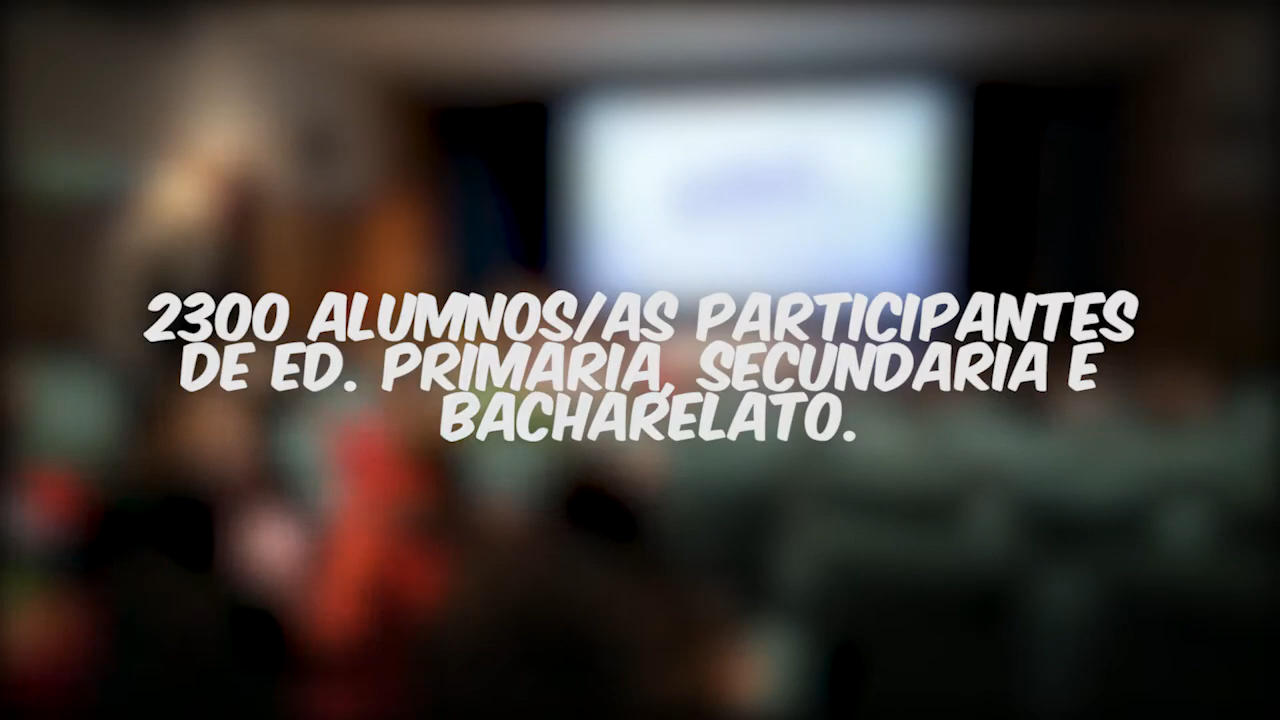 2300 ALUMNOS/AS PARTICIPANTES
DE ED. PRIMARIA, SECUNDARIA E
BACHARELATO.